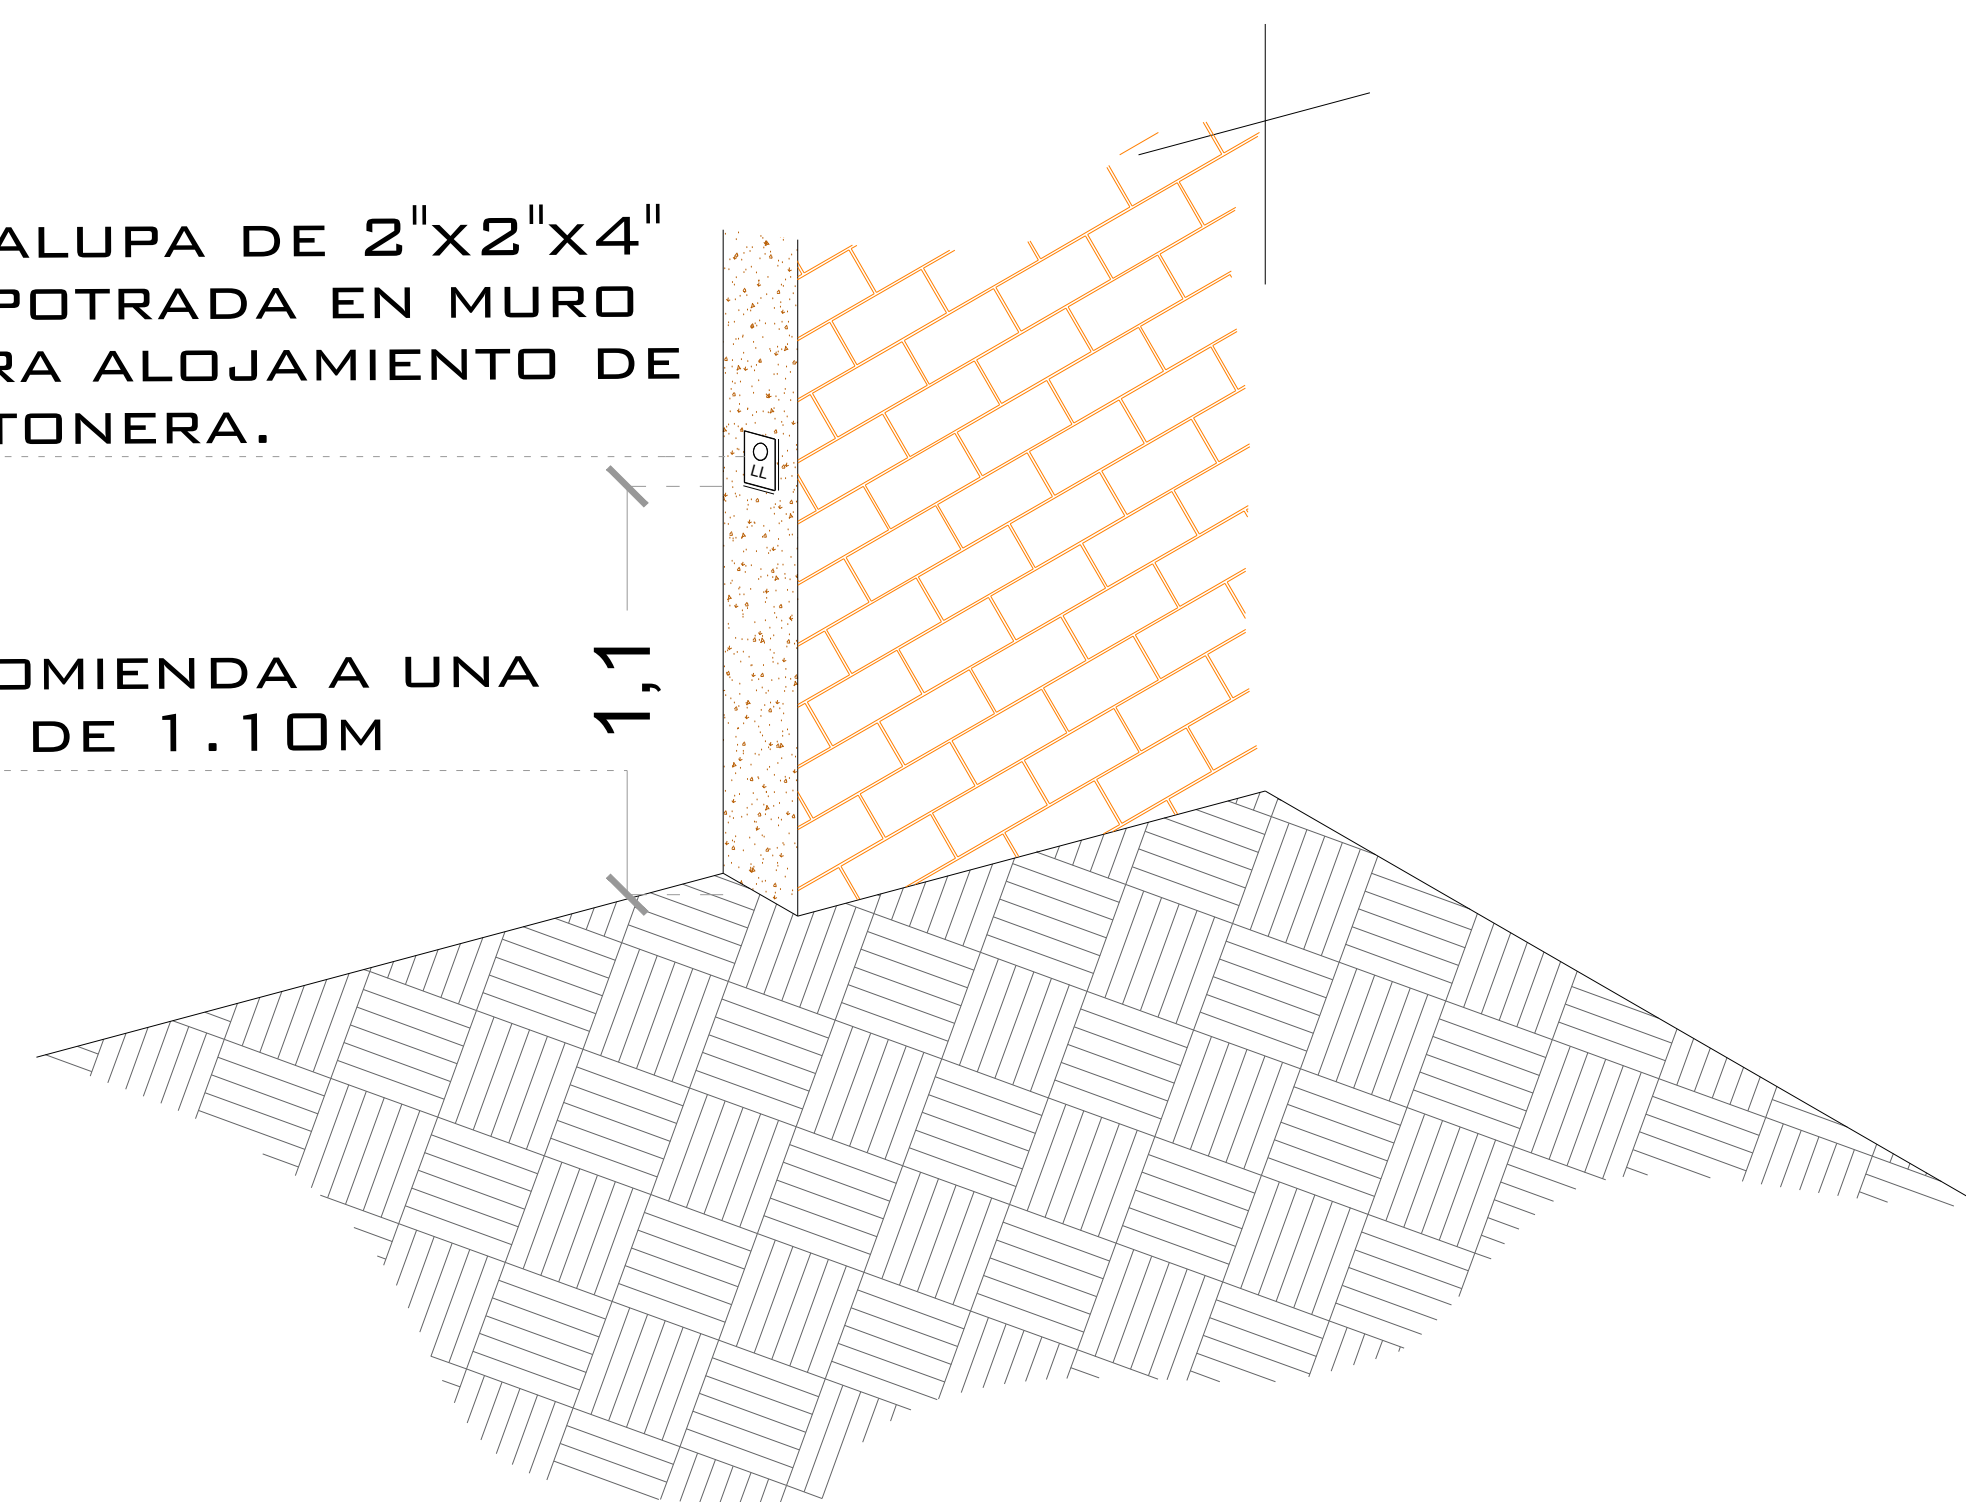 ALUPA DE 2"x2"x4"
POTRADA EN MURO
RA ALOJAMIENTO DE
TONERA.
FO
OMIENDA A UNA
DE 1.10M
1,1